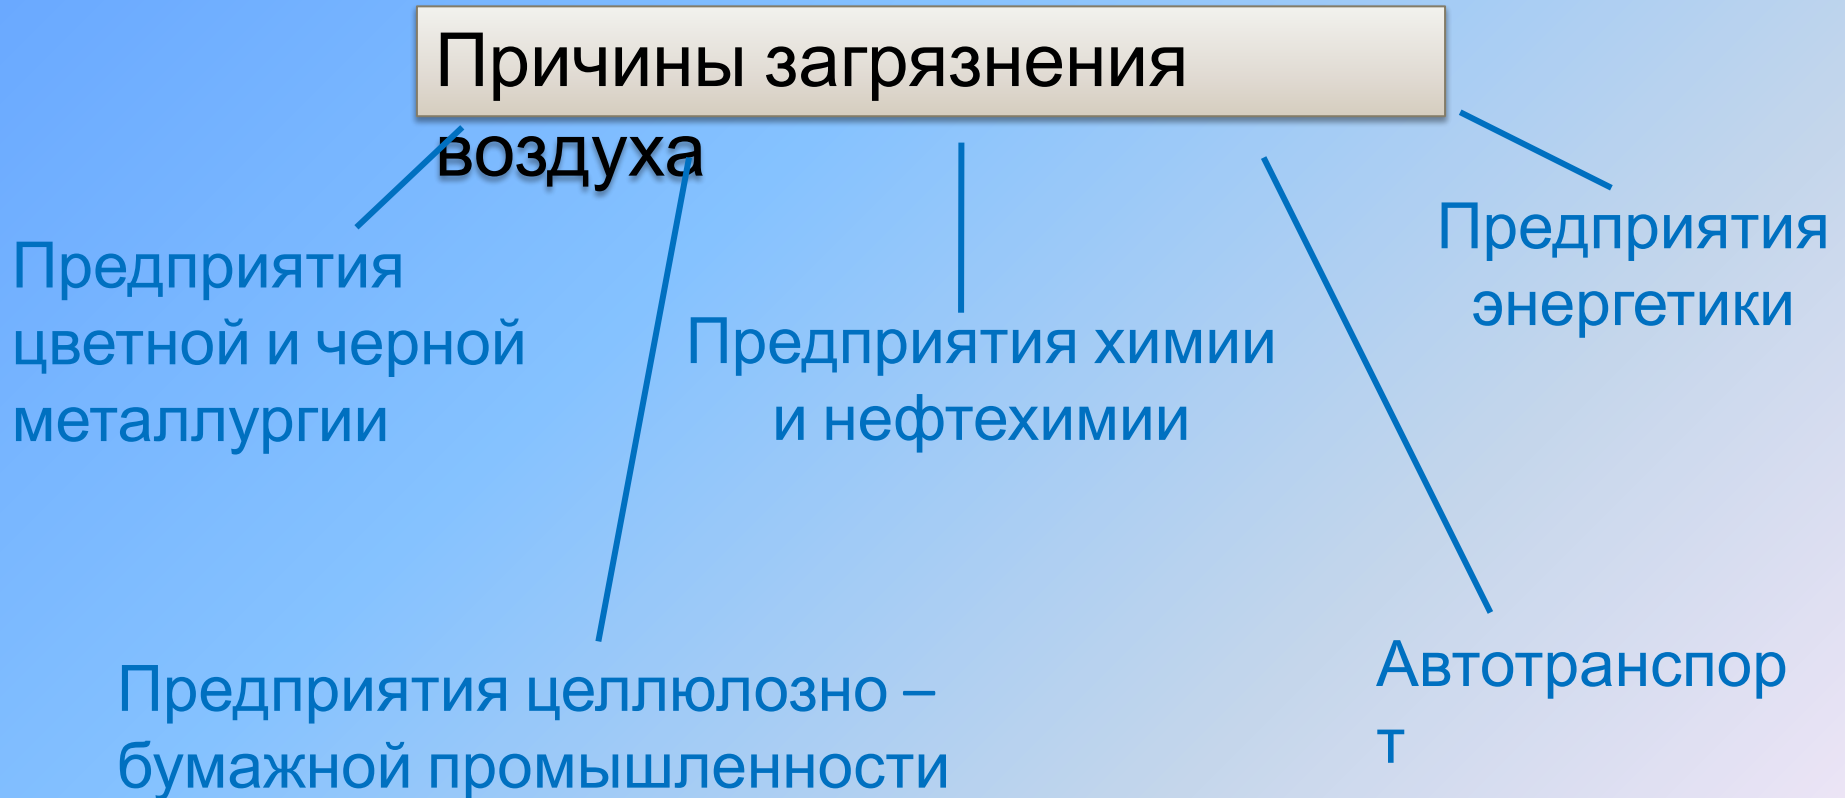 Причины загрязнения
воздуха
Предприятия
цветной и черной
металлургии
Предприятия химии
и нефтехимии
Предприятия
энергетики
Предприятия целлюлозно –
бумажной промышленности
Автотранспор
т